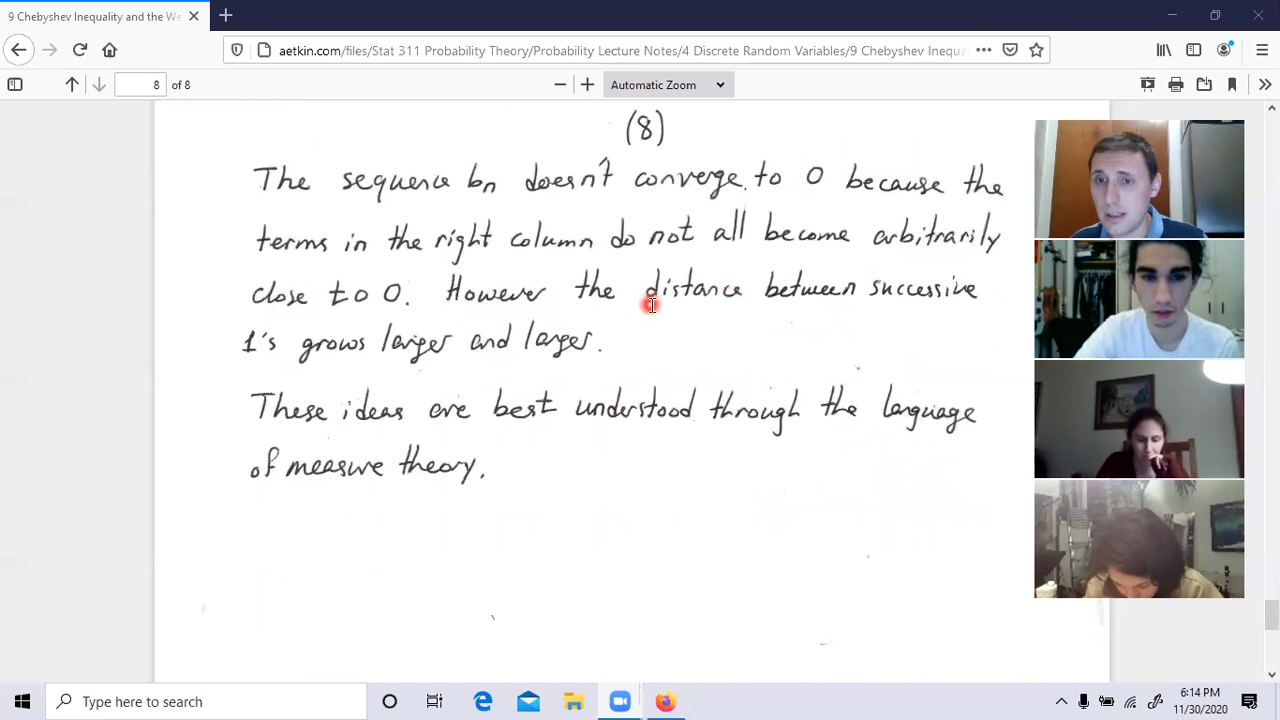 9 Chebyshev Inequality and the We
aetkin.com/files/Stat 311 Probability Theory/Probability Lecture Notes/4 Discrete Random Variables/9 Chebyshev Inequa
8 of 8
Automatic Zoom
(8)
The sequence bn doesn't converge to 0 because the
terms in the right column do not all become arbitrarily
close to 0. However the distance between successive
1's grows larger and larger.
These ideas are best understood through the language
of measure theory.
Type here to search
6:14 PM
11/30/2020